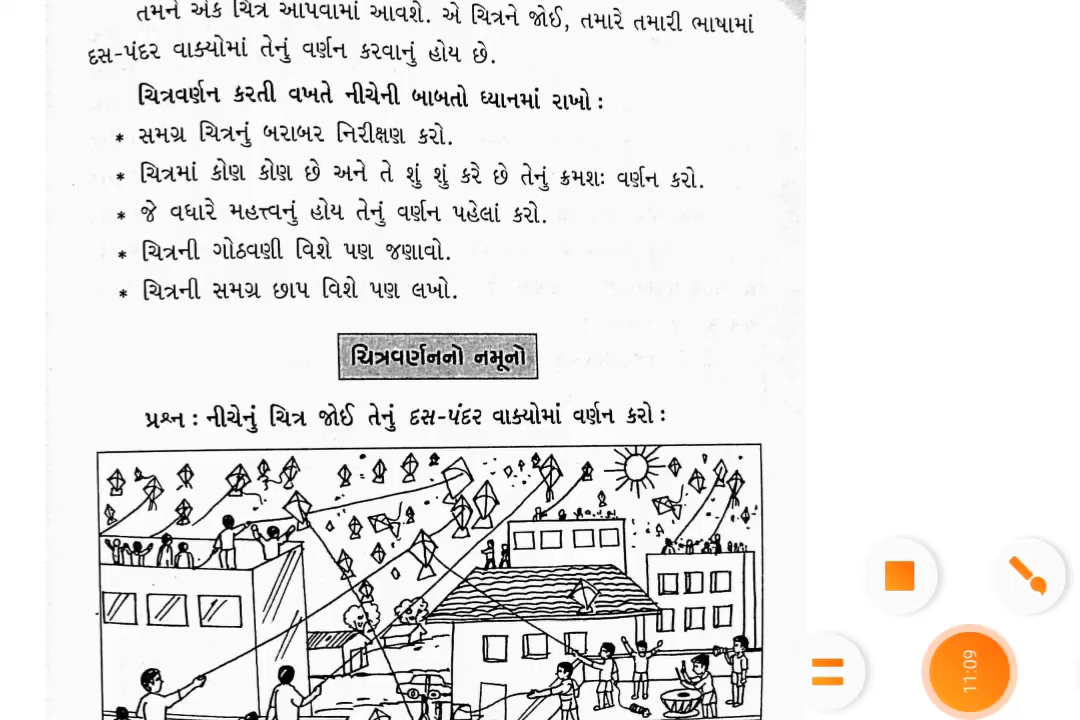 તમને એક ચિત્ર આપવામાં આવશે. એ ચિત્રને જોઈ, તમારે તમારી ભાષામાં
દસ-પંદર વાક્યોમાં તેનું વર્ણન કરવાનું હોય છે.
ચિત્રવર્ણન કરતી વખતે નીચેની બાબતો ધ્યાનમાં રાખો :
* સમગ્ર ચિત્રનું બરાબર નિરીક્ષણ કરો.
* ચિત્રમાં કોણ કોણ છે અને તે શું શું કરે છે તેનું ક્રમશઃ વર્ણન કરો.
* જે વધારે મહત્ત્વનું હોય તેનું વર્ણન પહેલાં કરો.
* ચિત્રની ગોઠવણી વિશે પણ જણાવો.
* ચિત્રની સમગ્ર છાપ વિશે પણ લખો.
ચિત્રવર્ણનનો નમૂનો
પ્રશ્ન : નીચેનું ચિત્ર જોઈ તેનું દસ-પંદર વાક્યોમાં વર્ણન કરો :
11:09